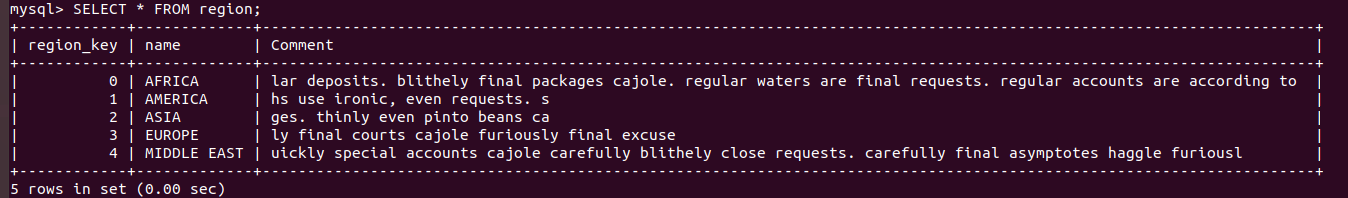 mysql> SELECT * FROM region;
+------------+-------------+---------------------------------------------------------------------------------------------------------------------+
| region_key | name        | Comment                                                                                                             |
+------------+-------------+---------------------------------------------------------------------------------------------------------------------+
|          0 | AFRICA      | lar deposits. blithely final packages cajole. regular waters are final requests. regular accounts are according to  |
|          1 | AMERICA     | hs use ironic, even requests. s                                                                                     |
|          2 | ASIA        | ges. thinly even pinto beans ca                                                                                     |
|          3 | EUROPE      | ly final courts cajole furiously final excuse                                                                       |
|          4 | MIDDLE EAST | uickly special accounts cajole carefully blithely close requests. carefully final asymptotes haggle furiousl        |
+------------+-------------+---------------------------------------------------------------------------------------------------------------------+
5 rows in set (0.00 sec)